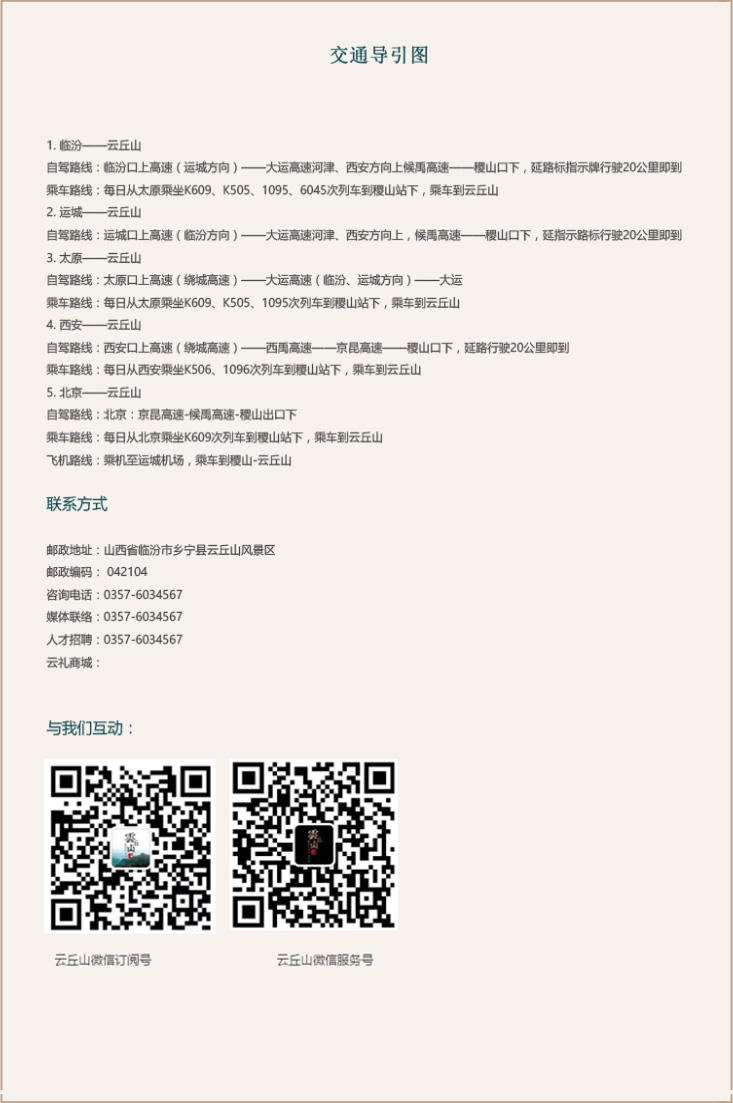 交通导引图
1. 临汾——云丘山
自驾路线：临汾口上高速（运城方向）——大运高速河津、西安方向上候禹高速——稷山口下，延路标指示牌行驶20公里即到
乘车路线：每日从太原乘坐K609、K505、1095、6045次列车到稷山站下，乘车到云丘山
2. 运城——云丘山
自驾路线：运城口上高速（临汾方向）——大运高速河津、西安方向上，候禹高速——稷山口下，延指示路标行驶20公里即到
3. 太原——云丘山
自驾路线：太原口上高速（绕城高速）——大运高速（临汾、运城方向）——大运
乘车路线：每日从太原乘坐K609、K505、1095次列车到稷山站下，乘车到云丘山
4. 西安——云丘山
自驾路线：西安口上高速（绕城高速）——西禹高速——京昆高速——稷山口下，延路行驶20公里即到
乘车路线：每日从西安乘坐K506、1096次列车到稷山站下，乘车到云丘山
5. 北京——云丘山
自驾路线：北京：京昆高速-候禹高速-稷山出口下
乘车路线：每日从北京乘坐K609次列车到稷山站下，乘车到云丘山
飞机路线：乘机至运城机场，乘车到稷山-云丘山
联系方式
邮政地址：山西省临汾市乡宁县云丘山风景区
邮政编码： 042104
咨询电话：0357-6034567
媒体联络：0357-6034567
人才招聘：0357-6034567
云礼商城：
与我们互动：
云丘山微信订阅号
云丘山微信服务号